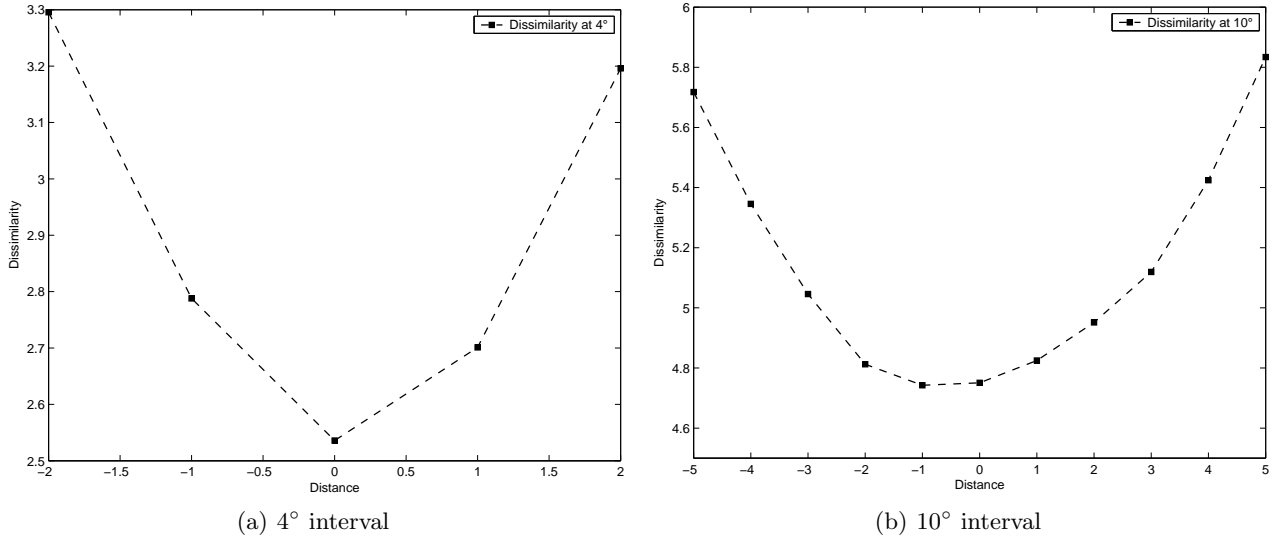 3.3
3.2
3.1
3
2.9
2.8
2.7
2.6
2.5
Dissimilarity
−2 −1.5 −1 −0.5 0 0.5 1 1.5 2
Distance
Dissimilarity at 4°
(a) 4° interval
6
5.8
5.6
5.4
5.2
5
4.8
4.6
Dissimilarity
−5 −4 −3 −2 −1 0 1 2 3 4 5
Distance
Dissimilarity at 10°
(b) 10° interval